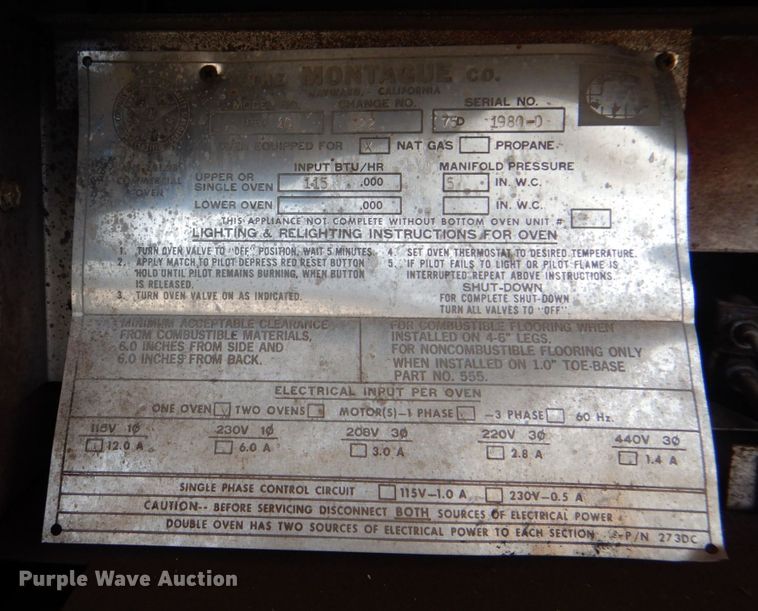 THE MONTAGUE CO.
HAYWARD, - CALIFORNIA
MODEL NO. CHANGE NO. SERIAL NO.
75D 1980-D
OVEN EQUIPPED FOR X NAT GAS PROPANE
INPUT BTU/HR MANIFOLD PRESSURE
UPPER OR
SINGLE OVEN 115 .000 5 IN. W.C.
COMMERCIAL
OVEN
LOWER OVEN .000 IN. W.C.
THIS APPLIANCE NOT COMPLETE WITHOUT BOTTOM OVEN UNIT #
LIGHTING & RELIGHTING INSTRUCTIONS FOR OVEN
1. TURN OVEN VALVE TO "OFF" POSITION, WAIT 5 MINUTES
2. APPLY MATCH TO PILOT DEPRESS RED RESET BUTTON
HOLD UNTIL PILOT REMAINS BURNING, WHEN BUTTON
IS RELEASED.
3. TURN OVEN VALVE ON AS INDICATED.
4. SET OVEN THERMOSTAT TO DESIRED TEMPERATURE.
5. IF PILOT FAILS TO LIGHT OR PILOT FLAME IS
INTERRUPTED REPEAT ABOVE INSTRUCTIONS.
SHUT-DOWN
FOR COMPLETE SHUT-DOWN
TURN ALL VALVES TO "OFF"
MINIMUM ACCEPTABLE CLEARANCE
FROM COMBUSTIBLE MATERIALS,
6.0 INCHES FROM SIDE AND
6.0 INCHES FROM BACK.
FOR COMBUSTIBLE FLOORING WHEN
INSTALLED ON 4-6" LEGS.
FOR NONCOMBUSTIBLE FLOORING ONLY
WHEN INSTALLED ON 1.0" TOE-BASE
PART NO. 555.
ELECTRICAL INPUT PER OVEN
ONE OVEN TWO OVENS MOTOR(S)-1 PHASE -3 PHASE 60 Hz.
115V 1Ø 230V 1Ø 208V 3Ø 220V 3Ø 440V 3Ø
12.0 A 6.0 A 3.0 A 2.8 A 1.4 A
SINGLE PHASE CONTROL CIRCUIT 115V-1.0 A 230V-0.5 A
CAUTION-- BEFORE SERVICING DISCONNECT BOTH SOURCES OF ELECTRICAL POWER
DOUBLE OVEN HAS TWO SOURCES OF ELECTRICAL POWER TO EACH SECTION P/N 273DC
Purple Wave Auction